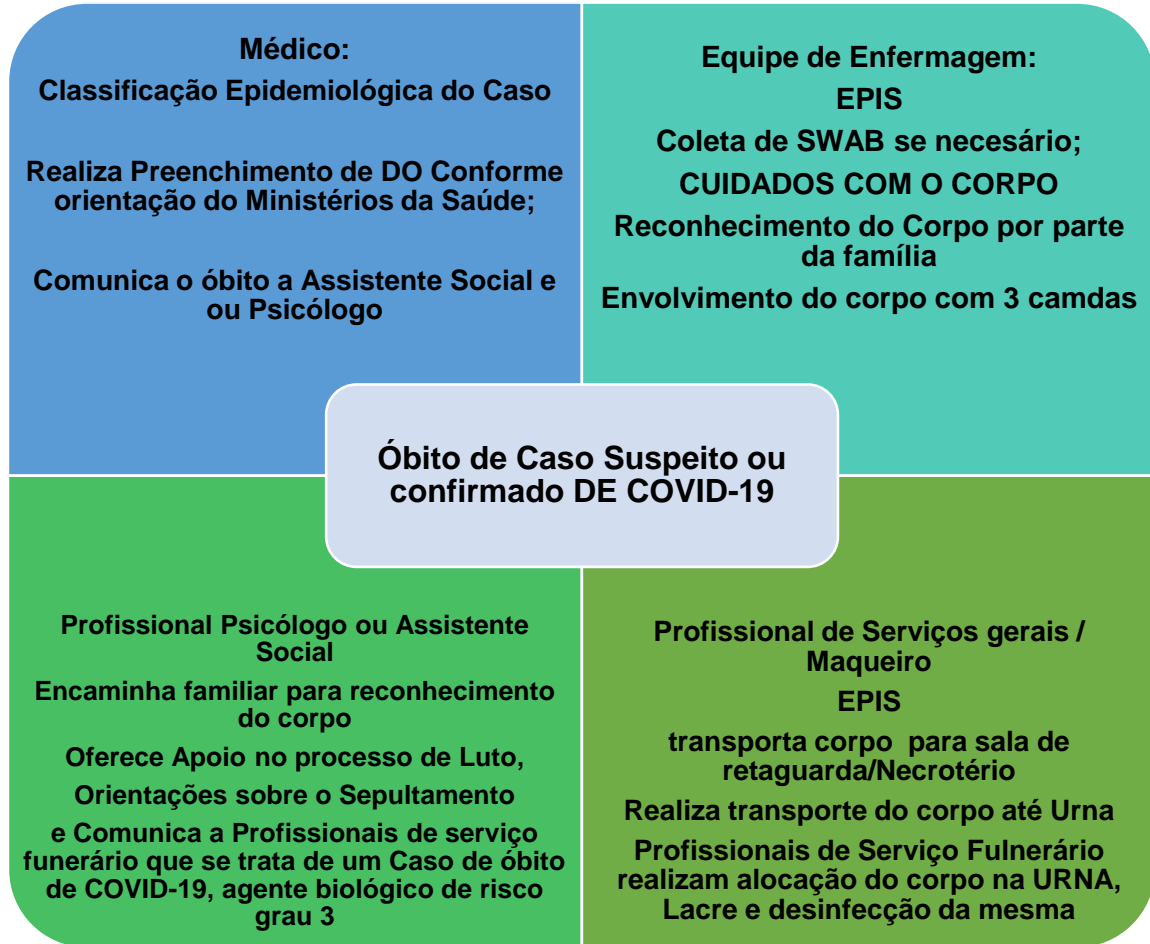 Médico:
Classificação Epidemiológica do Caso
Realiza Preenchimento de DO Conforme
orientação do Ministérios da Saúde;
Comunica o óbito a Assistente Social e
ou Psicólogo
Equipe de Enfermagem:
EPIS
Coleta de SWAB se necesário;
CUIDADOS COM O CORPO
Reconhecimento do Corpo por parte
da família
Envolvimento do corpo com 3 camdas
Óbito de Caso Suspeito ou
confirmado DE COVID-19
Profissional Psicólogo ou Assistente
Social
Encaminha familiar para reconhecimento
do corpo
Oferece Apoio no processo de Luto,
Orientações sobre o Sepultamento
e Comunica a Profissionais de serviço
funerário que se trata de um Caso de óbito
de COVID-19, agente biológico de risco
grau 3
Profissional de Serviços gerais /
Maqueiro
EPIS
transporta corpo para sala de
retaguarda/Necrotério
Realiza transporte do corpo até Urna
Profissionais de Serviço Fulnerário
realizam alocação do corpo na URNA,
Lacre e desinfecção da mesma